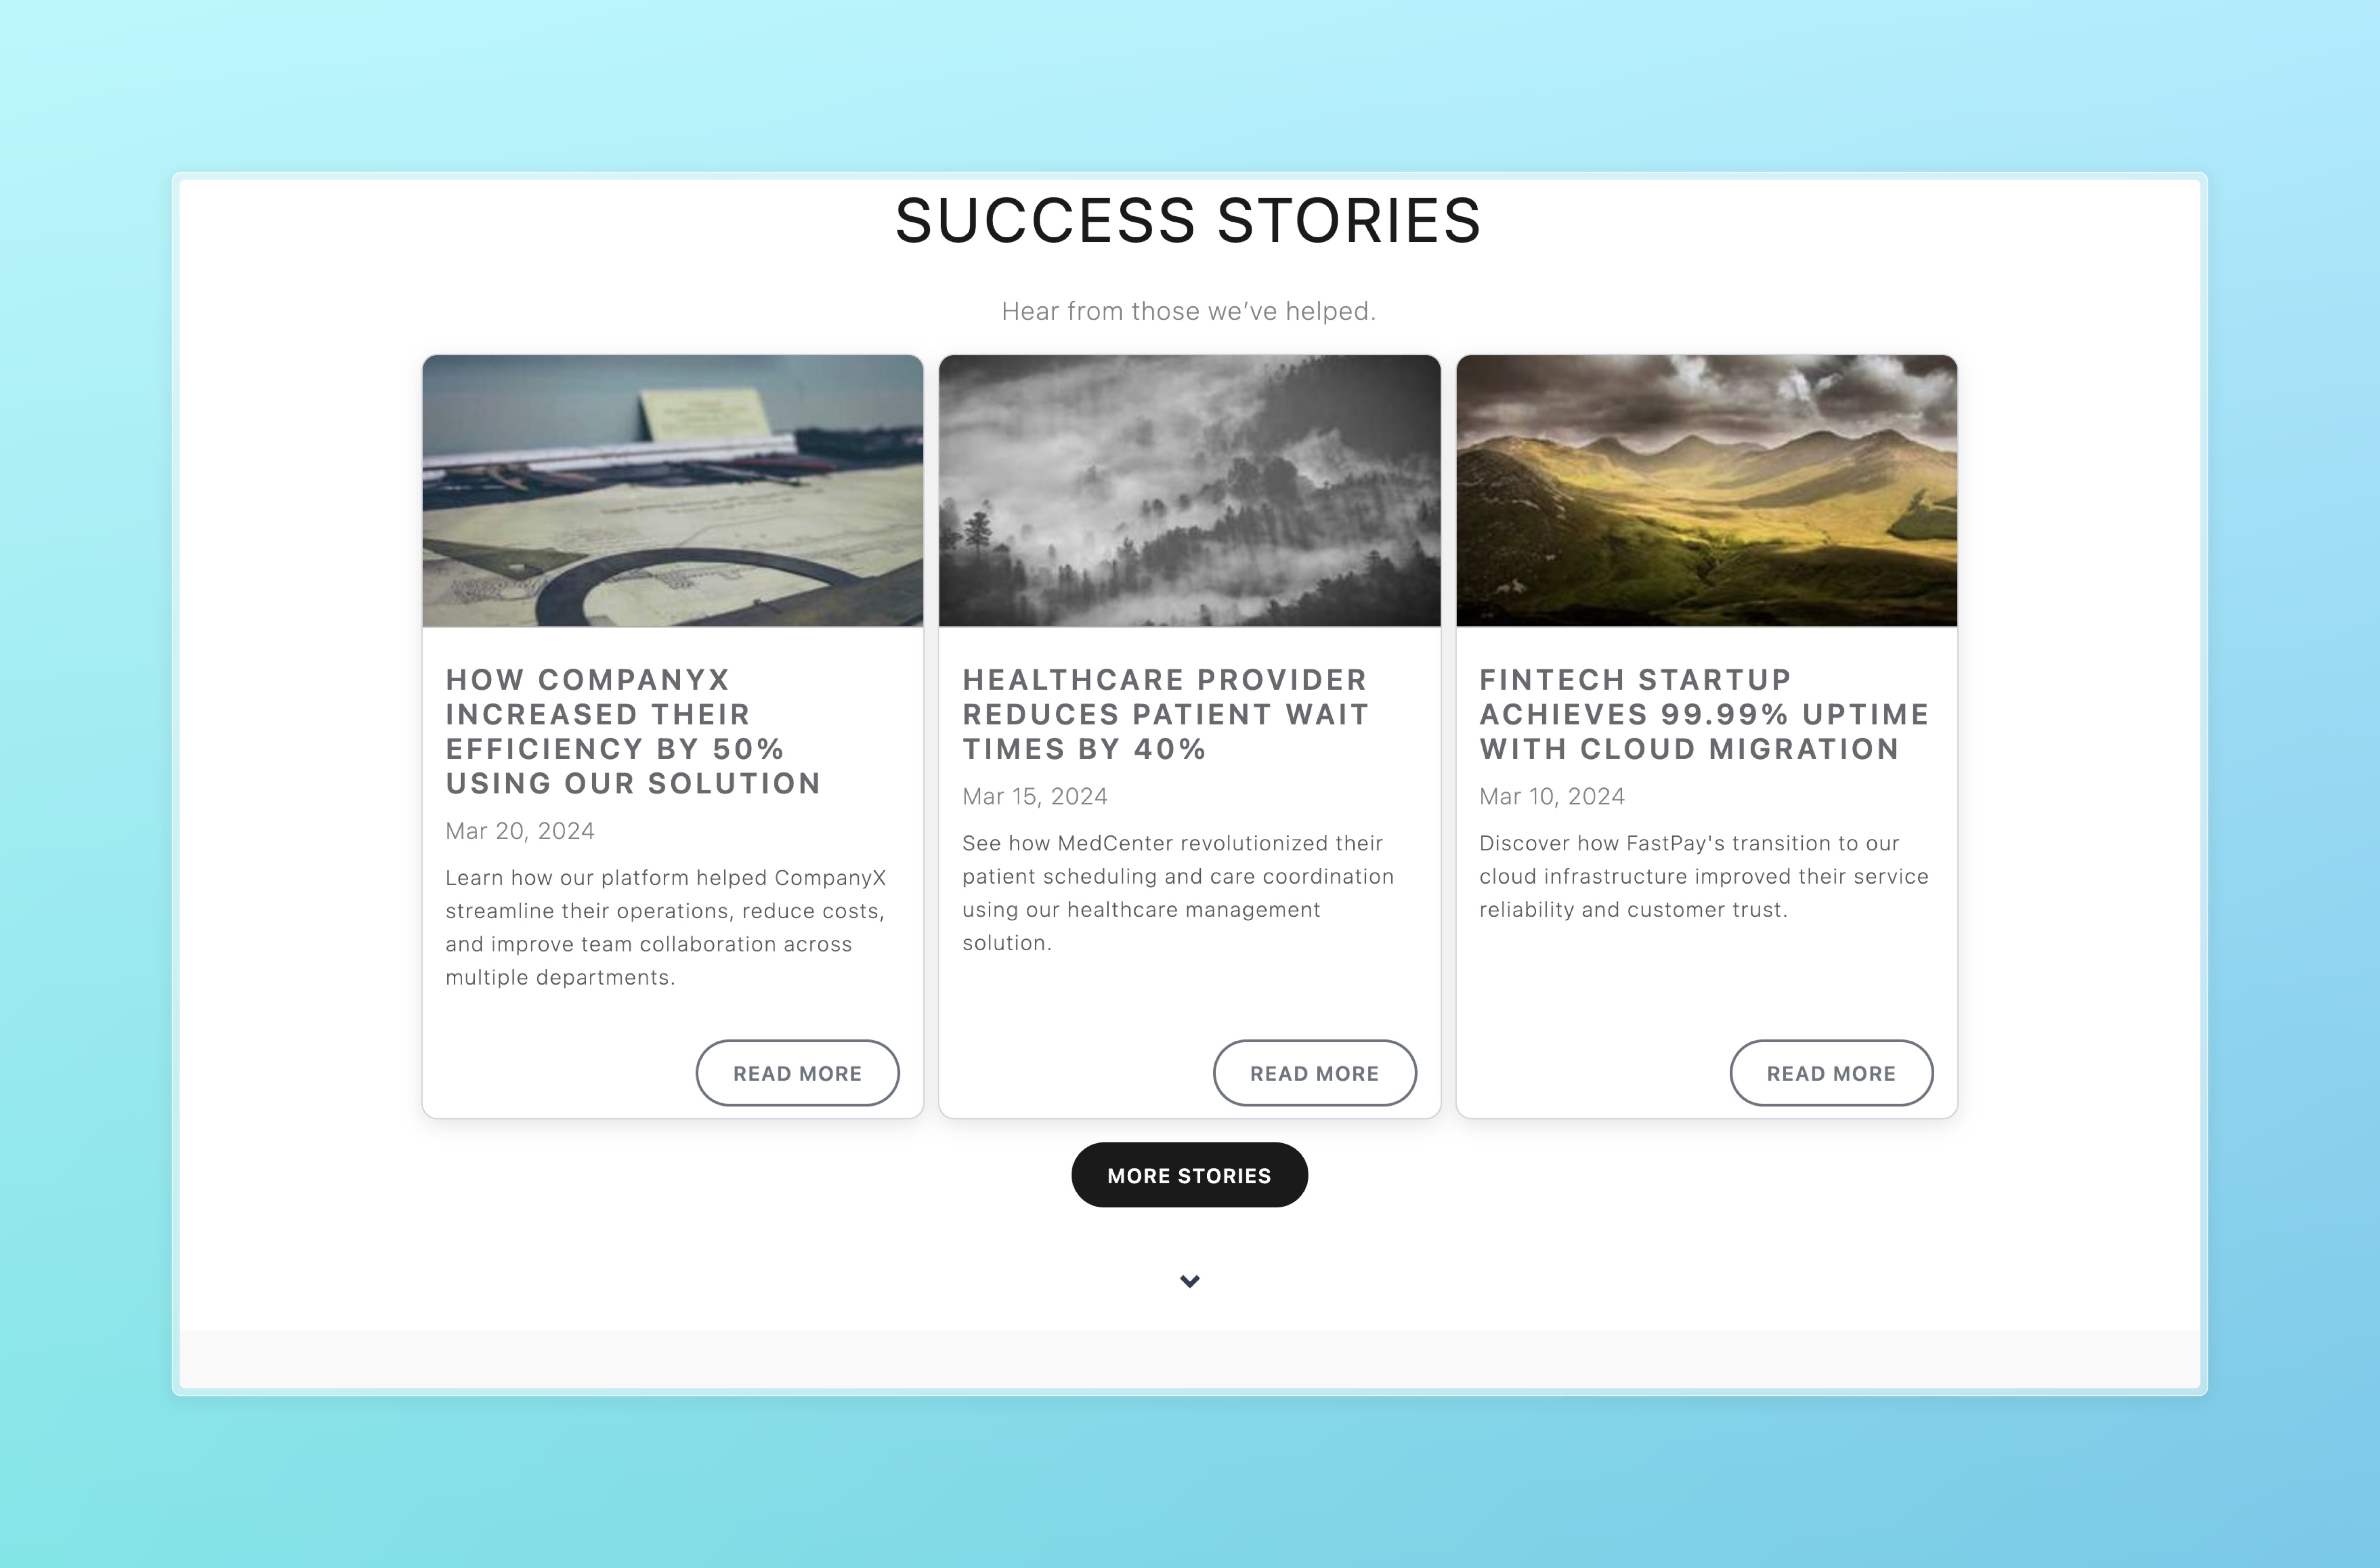 SUCCESS STORIES
Hear from those we’ve helped.
HOW COMPANYX
INCREASED THEIR
EFFICIENCY BY 50%
USING OUR SOLUTION
Mar 20, 2024
Learn how our platform helped CompanyX
streamline their operations, reduce costs,
and improve team collaboration across
multiple departments.
READ MORE
HEALTHCARE PROVIDER
REDUCES PATIENT WAIT
TIMES BY 40%
Mar 15, 2024
See how MedCenter revolutionized their
patient scheduling and care coordination
using our healthcare management
solution.
READ MORE
FINTECH STARTUP
ACHIEVES 99.99% UPTIME
WITH CLOUD MIGRATION
Mar 10, 2024
Discover how FastPay's transition to our
cloud infrastructure improved their service
reliability and customer trust.
READ MORE
MORE STORIES